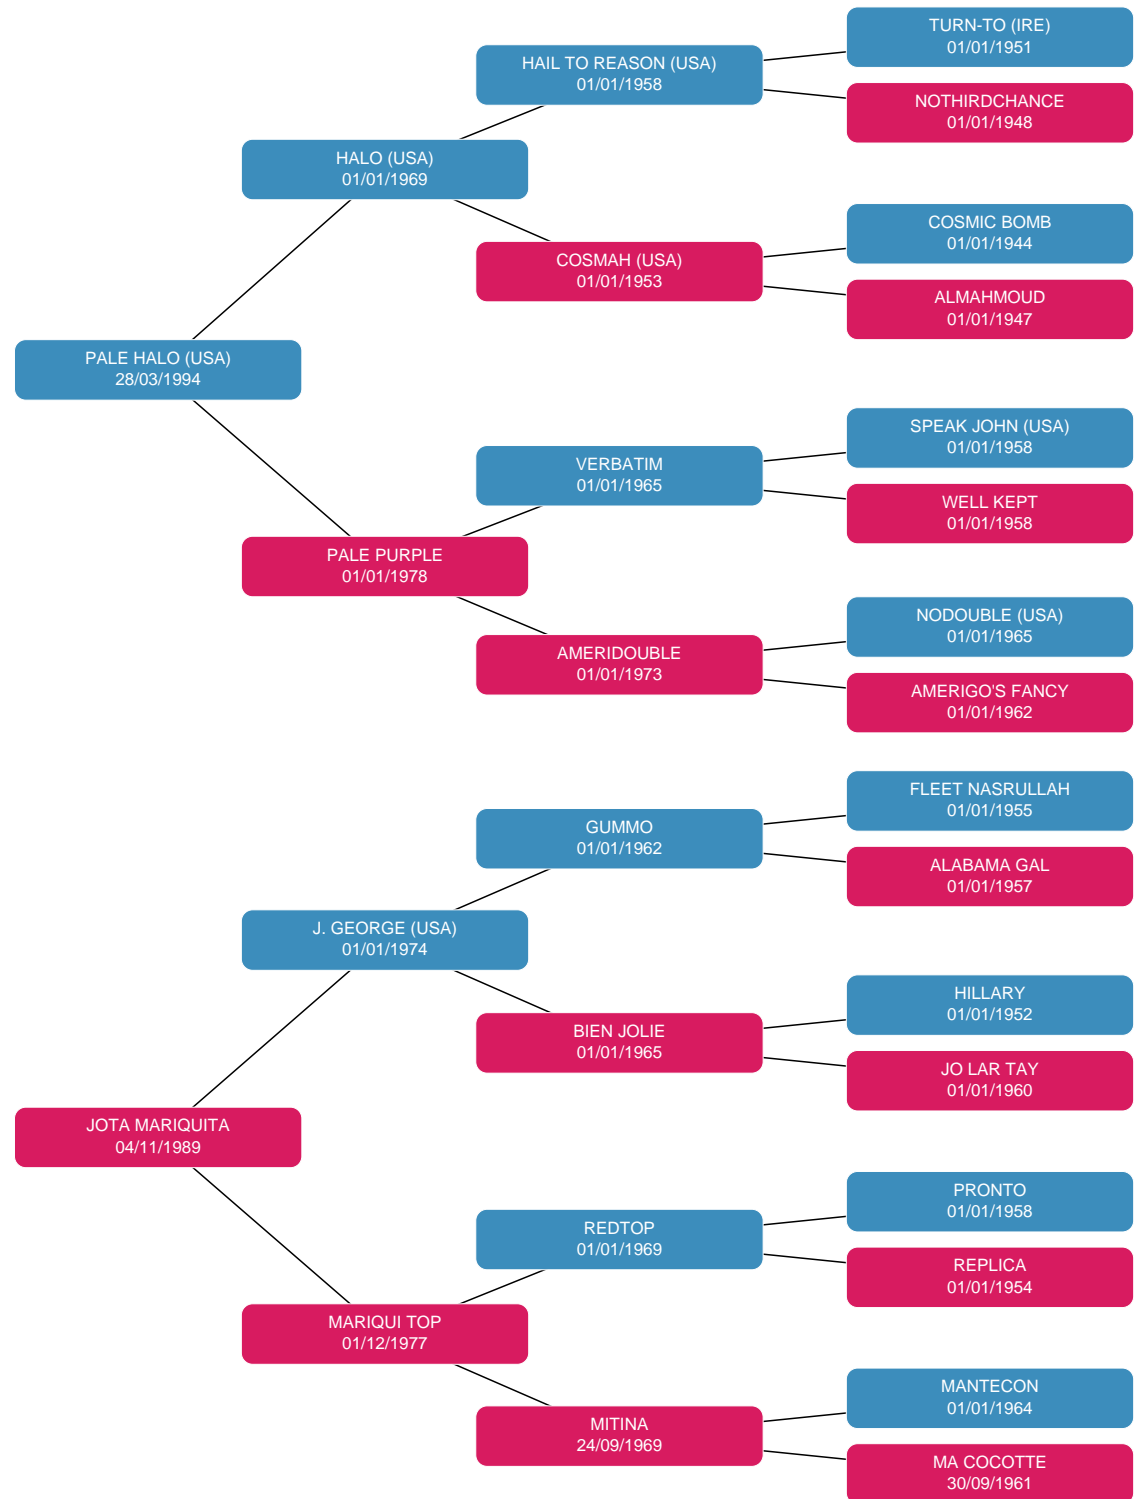 TURN-TO (IRE)
01/01/1951
HAIL TO REASON (USA)
01/01/1958
NOTHIRDCHANCE
01/01/1948
HALO (USA)
01/01/1969
COSMIC BOMB
01/01/1944
COSMAH (USA)
01/01/1953
ALMAHMOUD
01/01/1947
PALE HALO (USA)
28/03/1994
SPEAK JOHN (USA)
01/01/1958
VERBATIM
01/01/1965
WELL KEPT
01/01/1958
PALE PURPLE
01/01/1978
NODOUBLE (USA)
01/01/1965
AMERIDOUBLE
01/01/1973
AMERIGO'S FANCY
01/01/1962
FLEET NASRULLAH
01/01/1955
GUMMO
01/01/1962
ALABAMA GAL
01/01/1957
J. GEORGE (USA)
01/01/1974
HILLARY
01/01/1952
BIEN JOLIE
01/01/1965
JO LAR TAY
01/01/1960
JOTA MARIQUITA
04/11/1989
PRONTO
01/01/1958
REDTOP
01/01/1969
REPLICA
01/01/1954
MARIQUI TOP
01/12/1977
MANTECON
01/01/1964
MITINA
24/09/1969
MA COCOTTE
30/09/1961